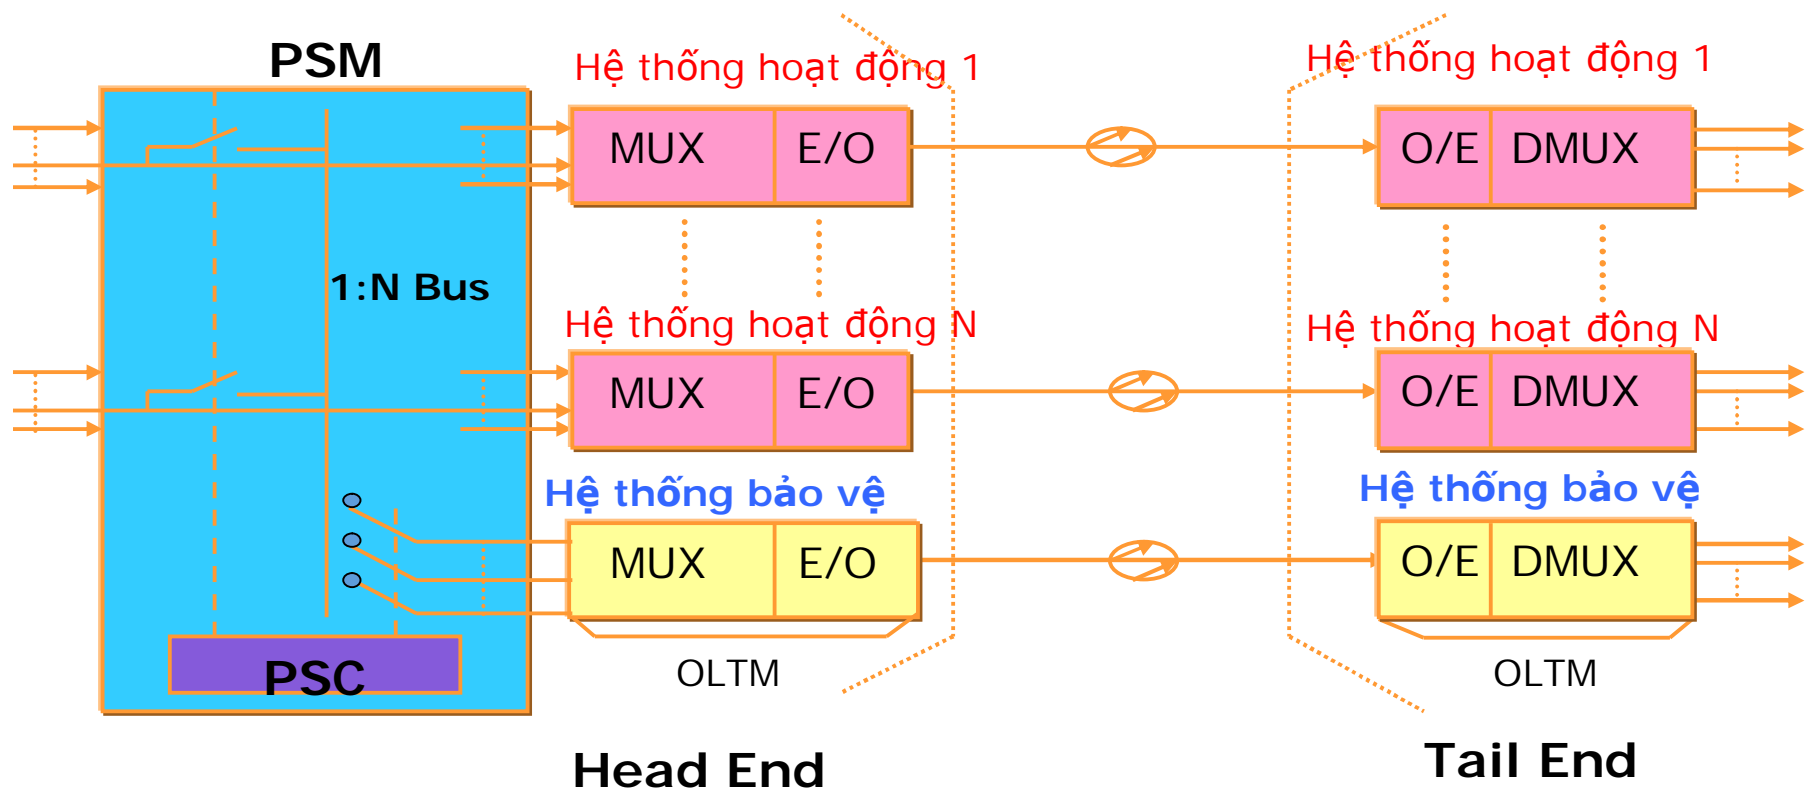 PSM
Hệ thống hoạt động 1
Hệ thống hoạt động 1
MUX E/O
O/E DMUX
1:N Bus
Hệ thống hoạt động N
Hệ thống hoạt động N
MUX E/O
O/E DMUX
Hệ thống bảo vệ
Hệ thống bảo vệ
MUX E/O
O/E DMUX
PSC
OLTM
OLTM
Head End
Tail End